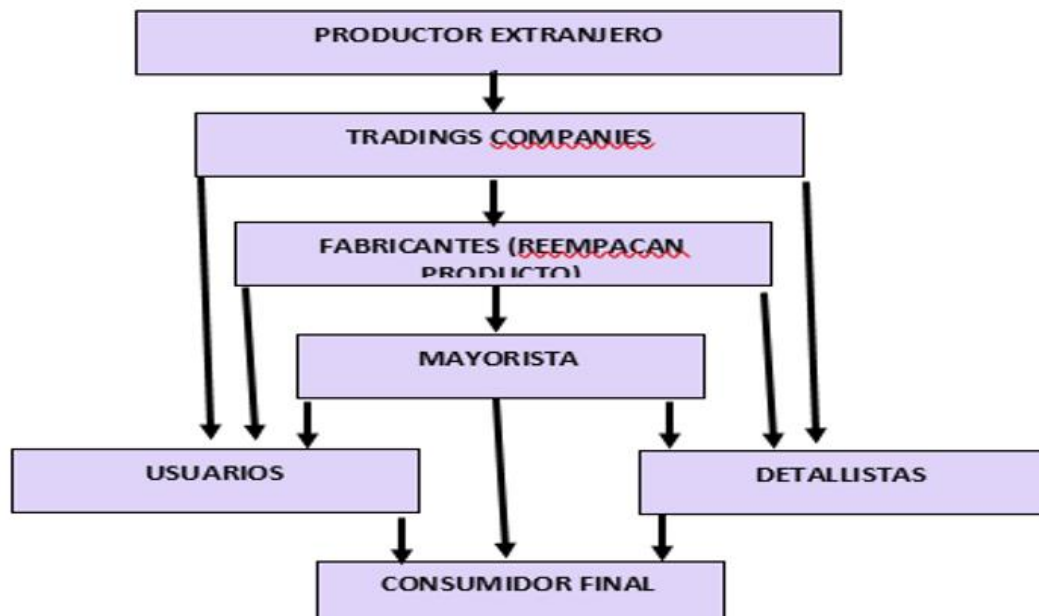 PRODUCTOR EXTRANJERO
TRADINGS COMPANIES
FABRICANTES (REEMPACAN
PRODUCTO)
MAYORISTA
USUARIOS
DETALLISTAS
CONSUMIDOR FINAL